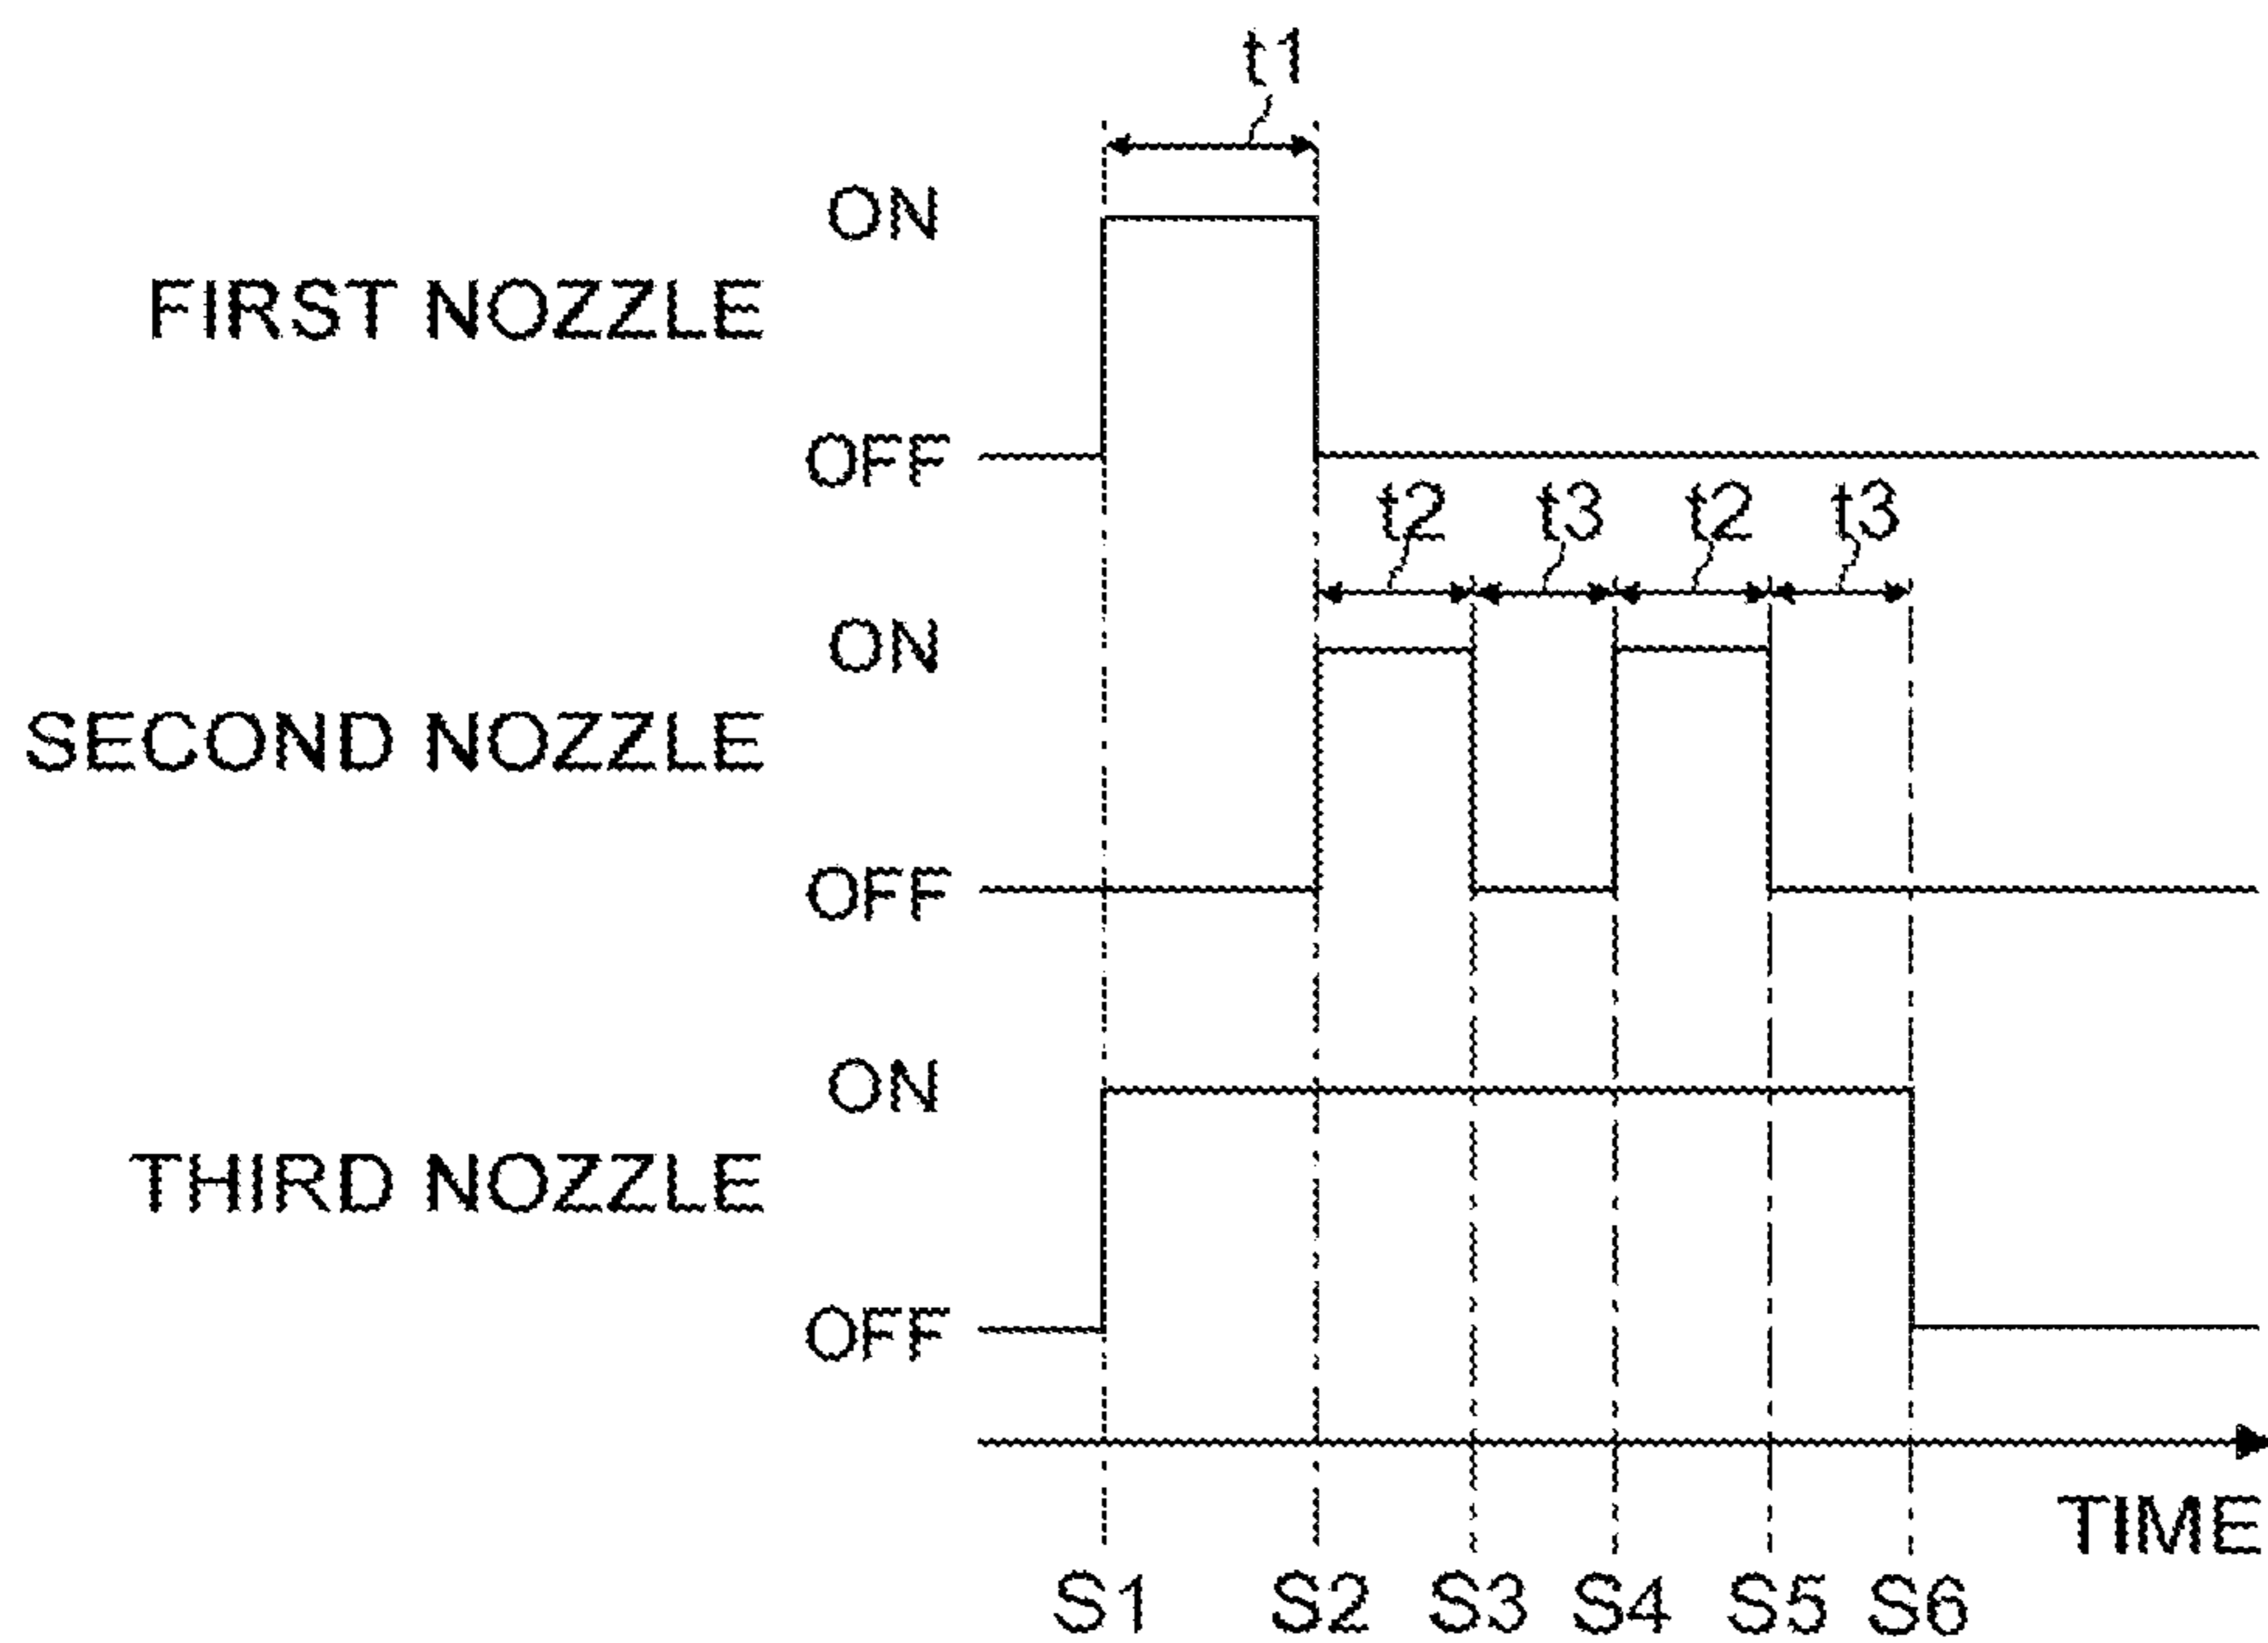 t1
ON
FIRST NOZZLE
OFF
t2 t3 t2 t3
ON
SECOND NOZZLE
OFF
ON
THIRD NOZZLE
OFF
TIME
S1 S2 S3 S4 S5 S6